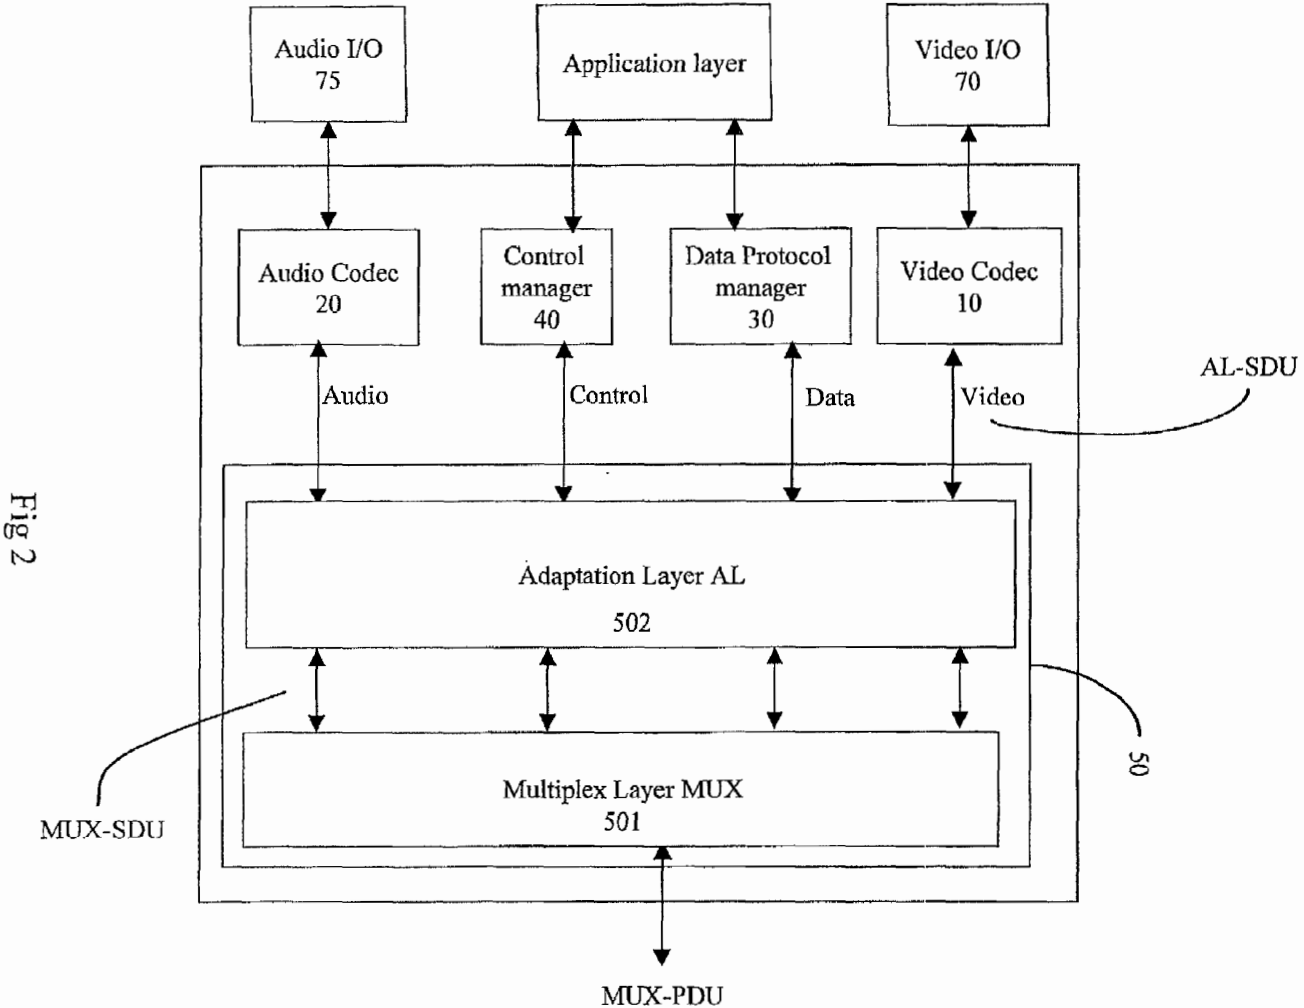 Audio I/O
75
Application layer
Video I/O
70
Audio Codec
20
Control
manager
40
Data Protocol
manager
30
Video Codec
10
Audio
Control
Data
Video
AL-SDU
Fig 2
Adaptation Layer AL
502
50
Multiplex Layer MUX
501
MUX-SDU
MUX-PDU